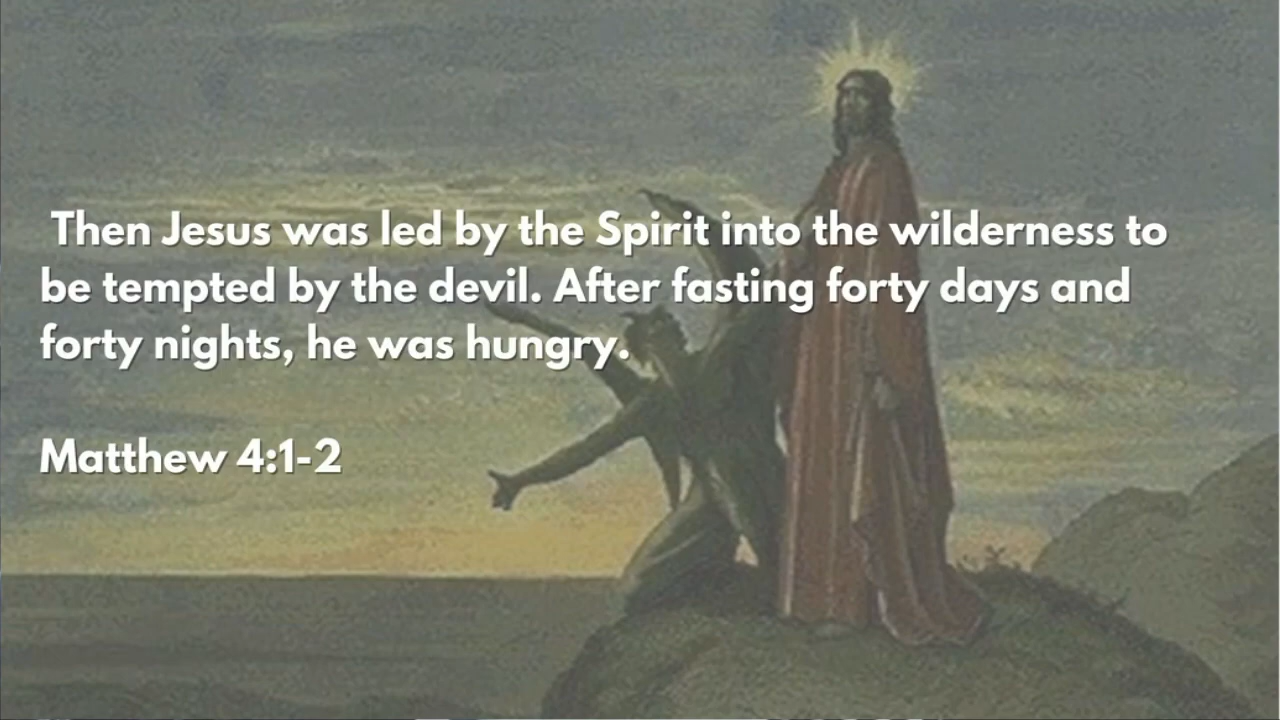 Then Jesus was led by the Spirit into the wilderness to
be tempted by the devil. After fasting forty days and
forty nights, he was hungry.
Matthew 4:1-2